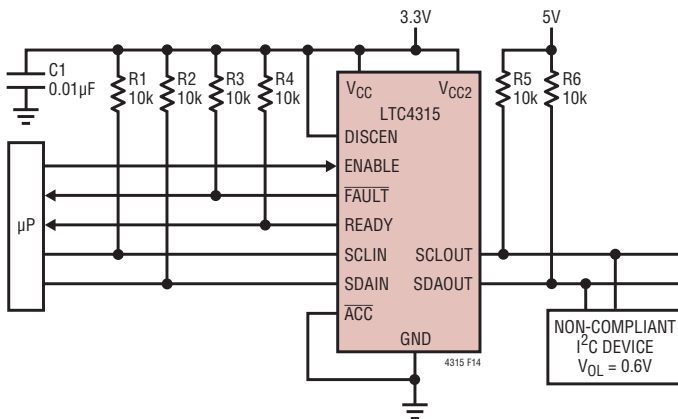 3.3V
5V
C1
0.01µF
R1
10k
R2
10k
R3
10k
R4
10k
R5
10k
R6
10k
VCC
VCC2
LTC4315
DISCEN
ENABLE
FAULT
READY
SCLIN
SDAIN
ACC
SCLOUT
SDAOUT
GND
µP
NON-COMPLIANT
I2C DEVICE
VOL = 0.6V
4315 F14